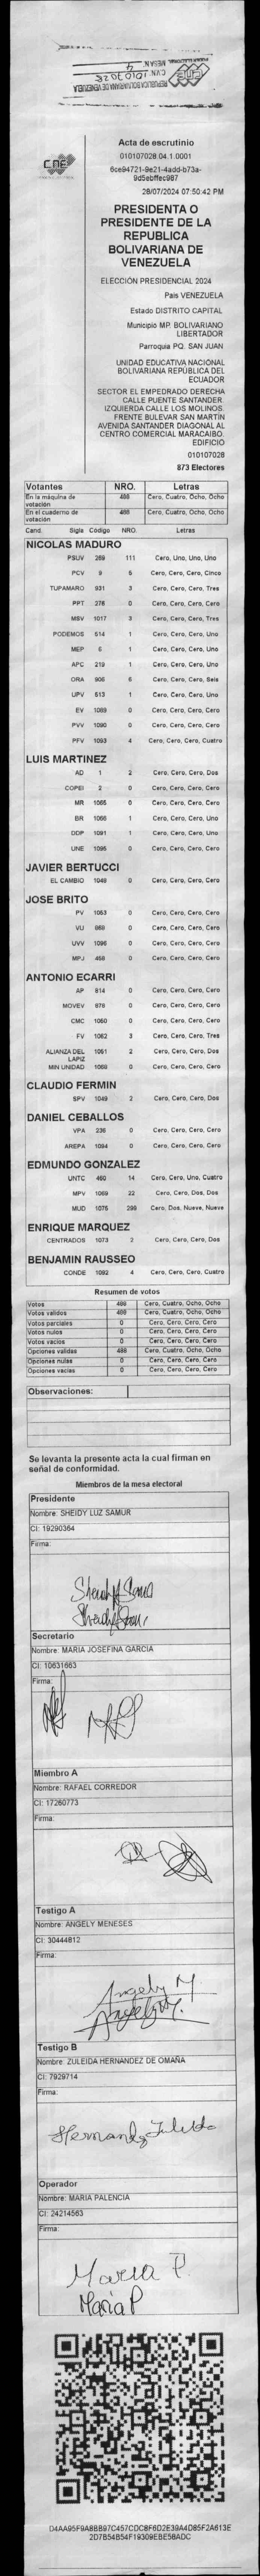 REPUBLICA BOLIVARIANA DE VENEZUELA
C.V.N. 010107028
MESA N. 4
CNE
Acta de escrutinio
010107028.04.1.0001
28/07/2024 07:50:42 PM
PRESIDENTA O
PRESIDENTE DE LA
REPUBLICA
BOLIVARIANA DE
VENEZUELA
ELECCIÓN PRESIDENCIAL 2024
País VENEZUELA
Estado DISTRITO CAPITAL
Municipio MP. BOLIVARIANO
LIBERTADOR
Parroquia PQ. SAN JUAN
UNIDAD EDUCATIVA NACIONAL
BOLIVARIANA REPÚBLICA DEL
ECUADOR
SECTOR EL EMPEDRADO DERECHA
CALLE PUENTE SANTANDER.
IZQUIERDA CALLE LOS MOLINOS.
FRENTE BULEVAR SAN MARTIN
AVENIDA SANTANDER DIAGONAL AL
CENTRO COMERCIAL MARACAIBO.
EDIFICIO
010107028
873 Electores
Votantes NRO. Letras
En la máquina de votación 488 Cero, Cuatro, Ocho, Ocho
En el cuaderno de votación 488 Cero, Cuatro, Ocho, Ocho
Cand. Sigla Código NRO. Letras
NICOLAS MADURO
PSUV 269 111 Cero, Uno, Uno, Uno
PCV 9 5 Cero, Cero, Cero, Cinco
TUPAMARO 931 3 Cero, Cero, Cero, Tres
PPT 276 0 Cero, Cero, Cero, Cero
MSV 1017 3 Cero, Cero, Cero, Tres
PODEMOS 514 1 Cero, Cero, Cero, Uno
MEP 6 1 Cero, Cero, Cero, Uno
APC 219 1 Cero, Cero, Cero, Uno
ORA 906 6 Cero, Cero, Cero, Seis
UPV 513 1 Cero, Cero, Cero, Uno
EV 1089 0 Cero, Cero, Cero, Cero
PVV 1090 0 Cero, Cero, Cero, Cero
PFV 1093 4 Cero, Cero, Cero, Cuatro
LUIS MARTINEZ
AD 1 2 Cero, Cero, Cero, Dos
COPEI 2 0 Cero, Cero, Cero, Cero
MR 1065 0 Cero, Cero, Cero, Cero
BR 1066 1 Cero, Cero, Cero, Uno
DDP 1091 1 Cero, Cero, Cero, Uno
UNE 1095 0 Cero, Cero, Cero, Cero
JAVIER BERTUCCI
EL CAMBIO 1048 0 Cero, Cero, Cero, Cero
JOSE BRITO
PV 1053 0 Cero, Cero, Cero, Cero
VU 0 Cero, Cero, Cero, Cero
UVV 1096 0 Cero, Cero, Cero, Cero
MPJ 458 0 Cero, Cero, Cero, Cero
ANTONIO ECARRI
AP 814 0 Cero, Cero, Cero, Cero
MOVEV 0 Cero, Cero, Cero, Cero
CMC 1050 0 Cero, Cero, Cero, Cero
FV 1062 3 Cero, Cero, Cero, Tres
ALIANZA DEL LAPIZ 1051 2 Cero, Cero, Cero, Dos
MIN UNIDAD 0 Cero, Cero, Cero, Cero
CLAUDIO FERMIN
SPV 1049 2 Cero, Cero, Cero, Dos
DANIEL CEBALLOS
VPA 236 0 Cero, Cero, Cero, Cero
AREPA 1094 0 Cero, Cero, Cero, Cero
EDMUNDO GONZALEZ
UNTC 460 14 Cero, Cero, Uno, Cuatro
MPV 1069 22 Cero, Cero, Dos, Dos
MUD 1075 299 Cero, Dos, Nueve, Nueve
ENRIQUE MARQUEZ
CENTRADOS 1073 2 Cero, Cero, Cero, Dos
BENJAMIN RAUSSEO
CONDE 1092 4 Cero, Cero, Cero, Cuatro
Resumen de votos
Votos 488 Cero, Cuatro, Ocho, Ocho
Votos validos 488 Cero, Cuatro, Ocho, Ocho
Votos parciales 0 Cero, Cero, Cero, Cero
Votos nulos 0 Cero, Cero, Cero, Cero
Votos vacios 0 Cero, Cero, Cero, Cero
Opciones validas 488 Cero, Cuatro, Ocho, Ocho
Opciones nulas 0 Cero, Cero, Cero, Cero
Opciones vacias 0 Cero, Cero, Cero, Cero
Observaciones:
Se levanta la presente acta la cual firman en
señal de conformidad.
Miembros de la mesa electoral
Presidente
Nombre: SHEIDY LUZ SAMUR
CI: 19290364
Firma:
Secretario
Nombre: MARIA JOSEFINA GARCIA
CI: 10631663
Firma:
Miembro A
Nombre: RAFAEL CORREDOR
CI: 17260773
Firma:
Testigo A
Nombre: ANGELY MENESES
CI: 30444812
Firma:
Angely M
Testigo B
Nombre: ZULEIDA HERNANDEZ DE OMAÑA
CI: 7929714
Firma:
Hernandez Zuleida
Operador
Nombre: MARIA PALENCIA
CI: 24214563
Firma:
Maria P.
Maria P